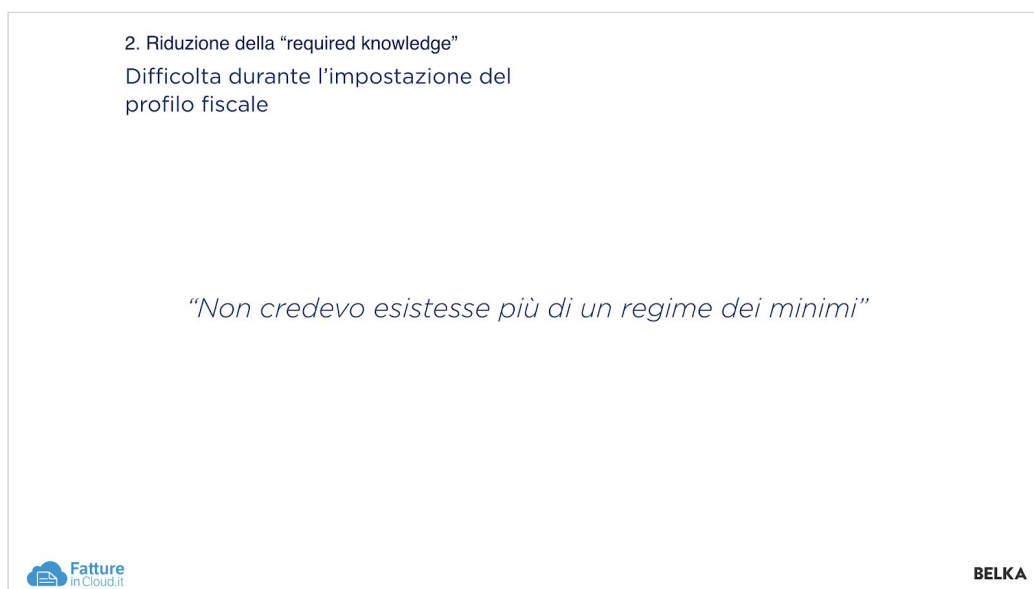 2. Riduzione della “required knowledge”
Difficolta durante l’impostazione del
profilo fiscale
“Non credevo esistesse più di un regime dei minimi”
Fatture
in Cloud.it
BELKA